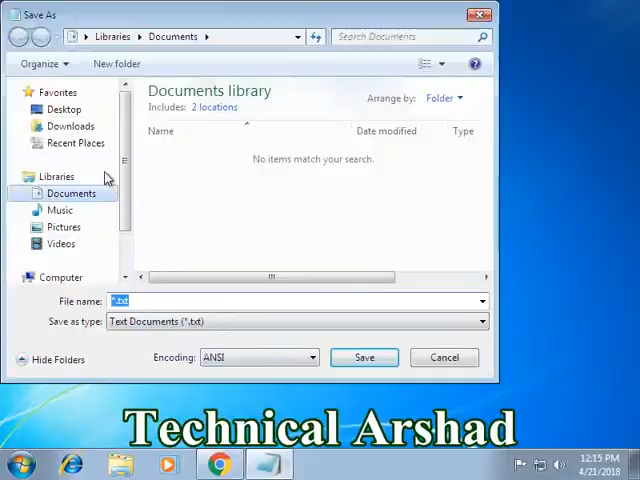 Save As
Libraries Documents
Search Documents
Organize New folder
Favorites
Desktop
Downloads
Recent Places
Libraries
Documents
Music
Pictures
Videos
Computer
Documents library
Includes: 2 locations
Arrange by: Folder
Name Date modified Type
No items match your search.
File name: *.txt
Save as type: Text Documents (*.txt)
Hide Folders Encoding: ANSI Save Cancel
Technical Arshad
12:15 PM
4/21/2018